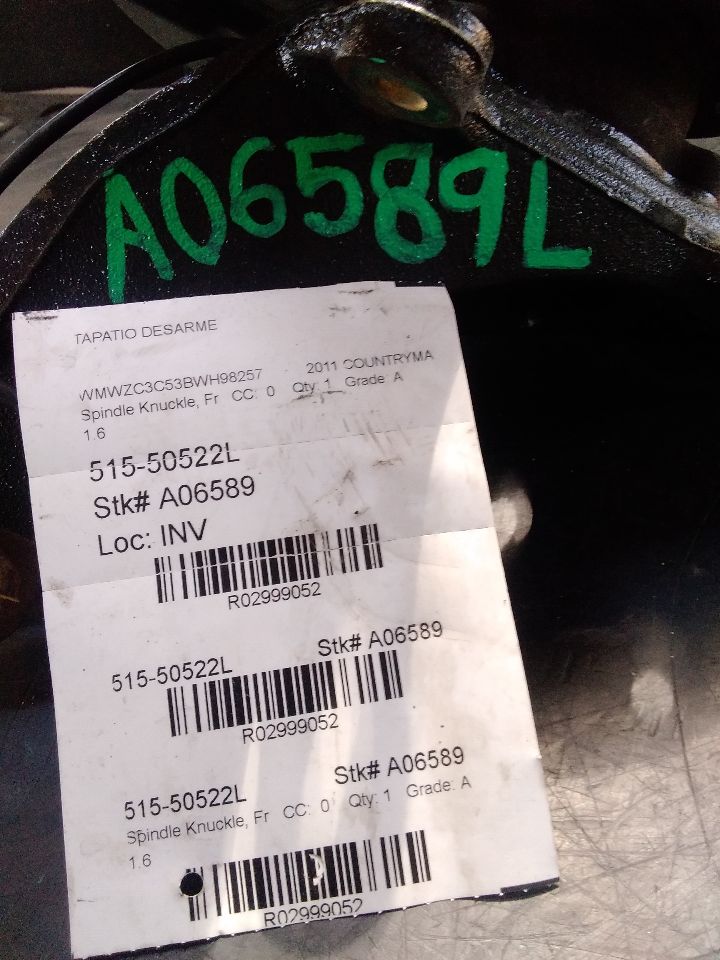 A06589L
TAPATIO DESARME
WMWZC3C53BWH98257 2011 COUNTRYMA
Spindle Knuckle, Fr CC: 0 Qty: 1 Grade: A
1.6
515-50522L
Stk# A06589
Loc: INV
R02999052
515-50522L Stk# A06589
R02999052
515-50522L Stk# A06589
Spindle Knuckle, Fr CC: 0 Qty: 1 Grade: A
1.6
R02999052